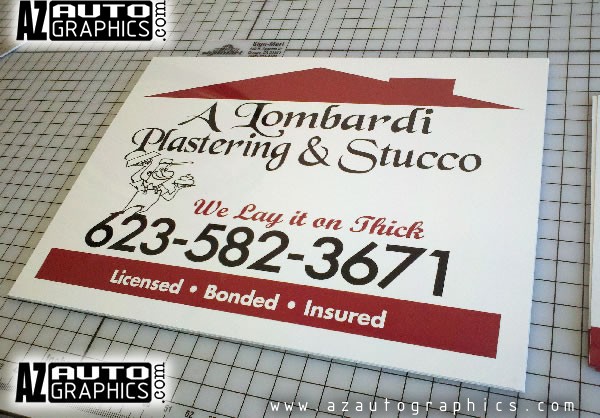 AZ AUTO GRAPHICS.com
A Lombardi
Plastering & Stucco
We Lay it on Thick
623-582-3671
Licensed • Bonded • Insured
AZ AUTO GRAPHICS.com
www.azautographics.com